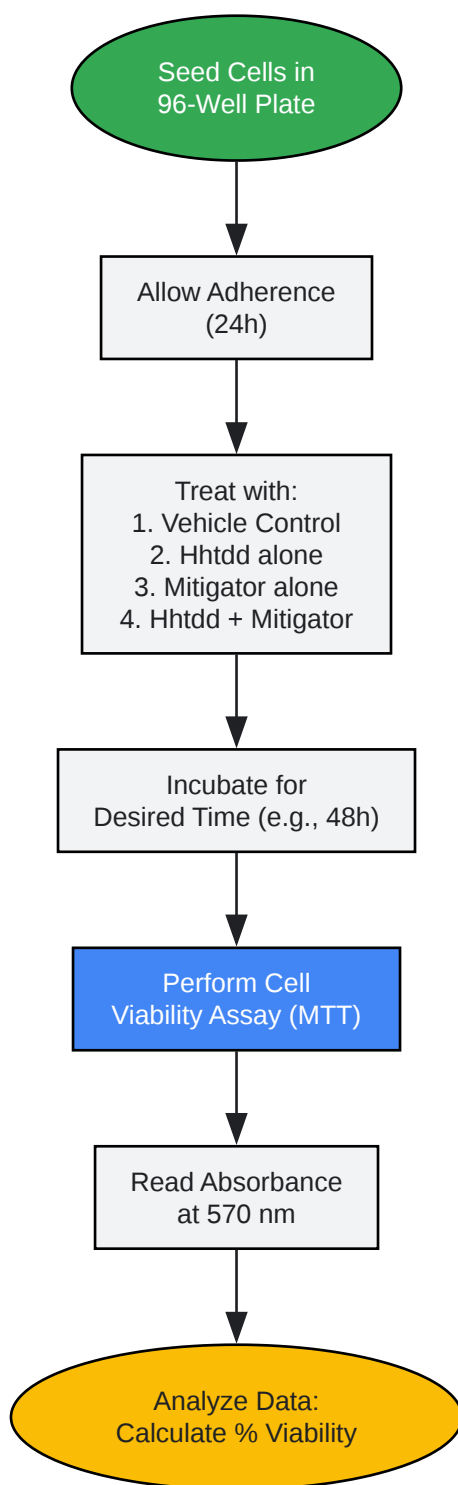 Seed Cells in
96-Well Plate
Allow Adherence
(24h)
Treat with:
1. Vehicle Control
2. Hhtdd alone
3. Mitigator alone
4. Hhtdd + Mitigator
Incubate for
Desired Time (e.g., 48h)
Perform Cell
Viability Assay (MTT)
Read Absorbance
at 570 nm
Analyze Data:
Calculate % Viability